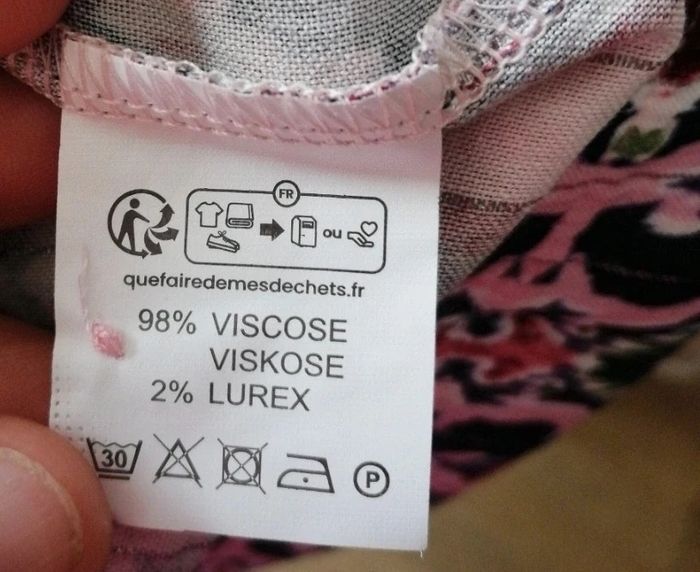 FR
ou
quefairedemesdechets.fr
98% VISCOSE
VISKOSE
2% LUREX
30
P